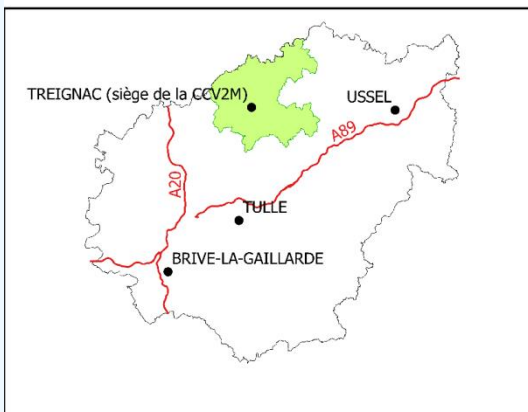 TREIGNAC (siège de la CCV2M)
USSEL
A89
A20
TULLE
BRIVE-LA-GAILLARDE